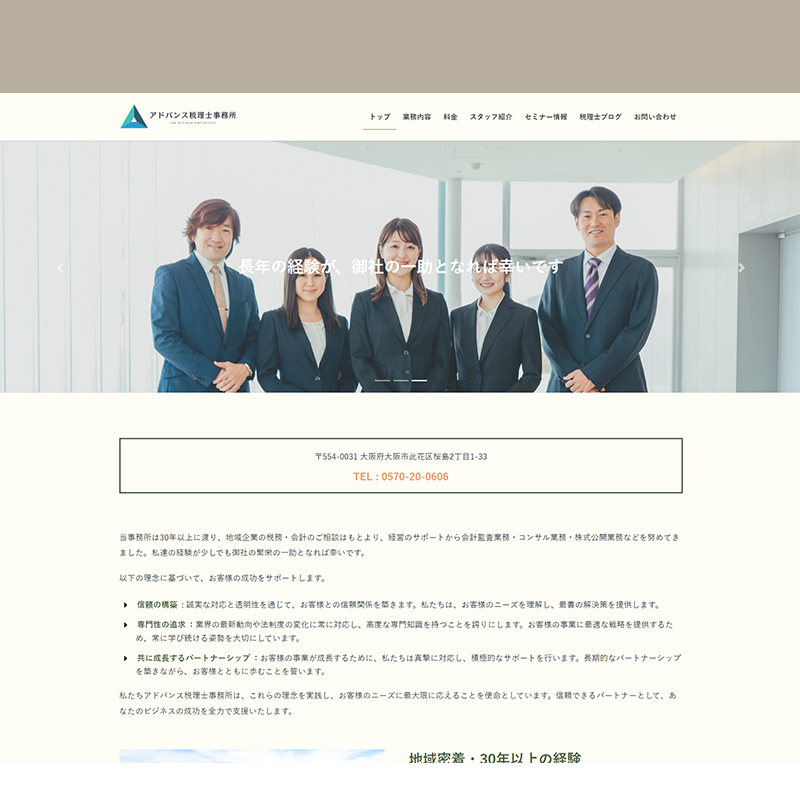 アドバンス税理士事務所
TAX ACCOUNTANT OFFICE
トップ 業務内容 料金 スタッフ紹介 セミナー情報 税理士ブログ お問い合わせ
長年の経験が、御社の一助となれば幸いです
〒554-0031 大阪府大阪市此花区桜島2丁目1-33
TEL : 0570-20-0606
当事務所は30年以上に渡り、地域企業の税務・会計のご相談はもとより、経営のサポートから会計監査業務・コンサル業務・株式公開業務などを努めてき
ました。私達の経験が少しでも御社の繁栄の一助となれば幸いです。
以下の理念に基づいて、お客様の成功をサポートします。
信頼の構築 : 誠実な対応と透明性を通じて、お客様との信頼関係を築きます。私たちは、お客様のニーズを理解し、最善の解決策を提供します。
専門性の追求 : 業界の最新動向や法制度の変化に常に対応し、高度な専門知識を持つことを誇りにします。お客様の事業に最適な戦略を提供するた
め、常に学び続ける姿勢を大切にしています。
共に成長するパートナーシップ : お客様の事業が成長するために、私たちは真摯に対応し、積極的なサポートを行います。長期的なパートナーシップ
を築きながら、お客様とともに歩むことを誓います。
私たちアドバンス税理士事務所は、これらの理念を実践し、お客様のニーズに最大限に応えることを使命としています。信頼できるパートナーとして、あ
なたのビジネスの成功を全力で支援いたします。
地域密着・30年以上の経験